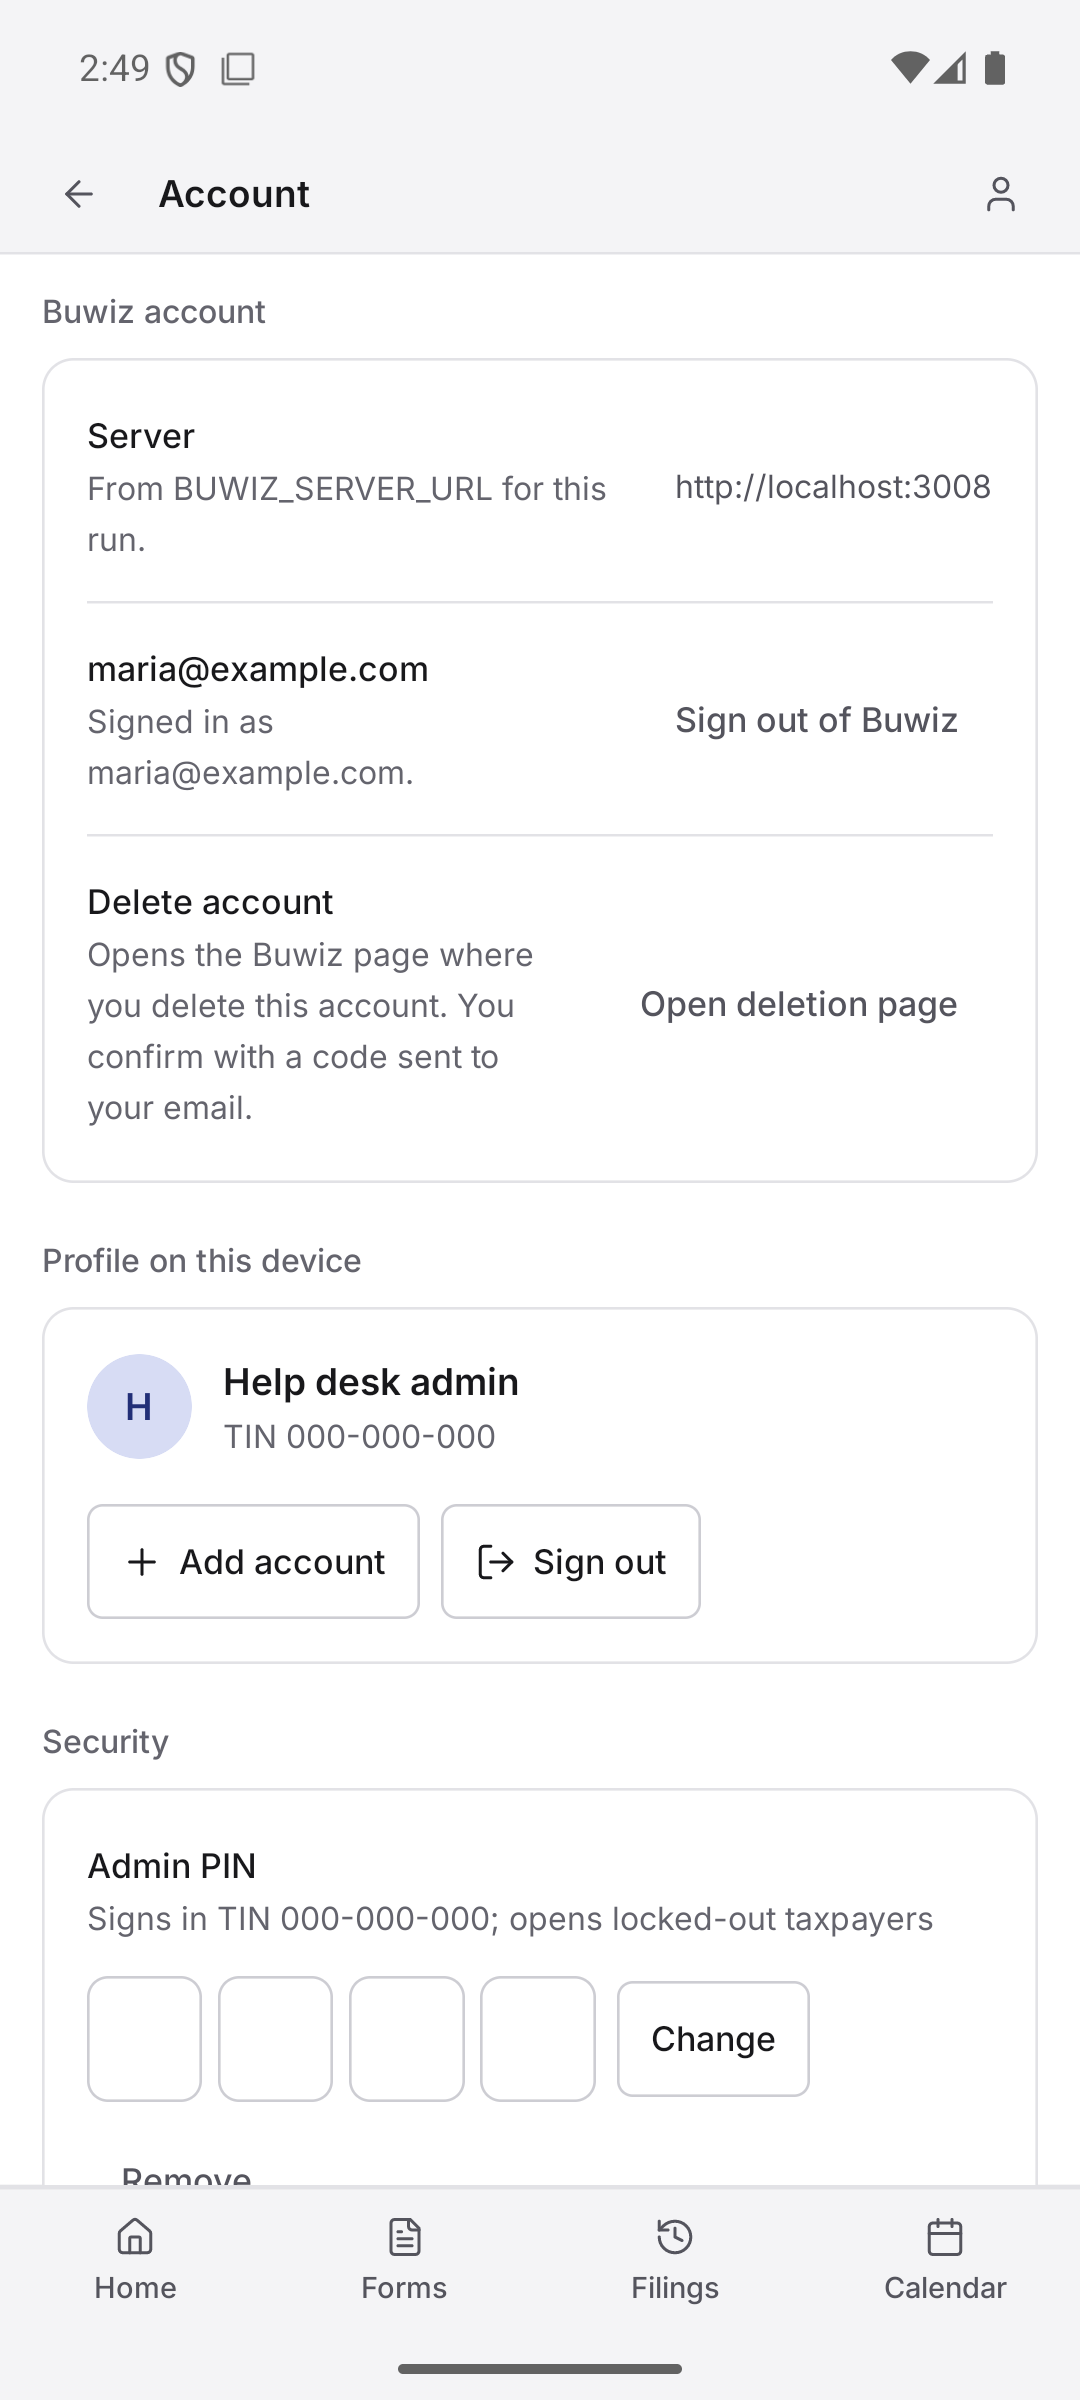 2:49
Account
Buwiz account
Server
From BUWIZ_SERVER_URL for this
run.
http://localhost:3008
maria@example.com
Signed in as
maria@example.com.
Sign out of Buwiz
Delete account
Opens the Buwiz page where
you delete this account. You
confirm with a code sent to
your email.
Open deletion page
Profile on this device
H
Help desk admin
TIN 000-000-000
Add account
Sign out
Security
Admin PIN
Signs in TIN 000-000-000; opens locked-out taxpayers
Change
Remove
Home
Forms
Filings
Calendar